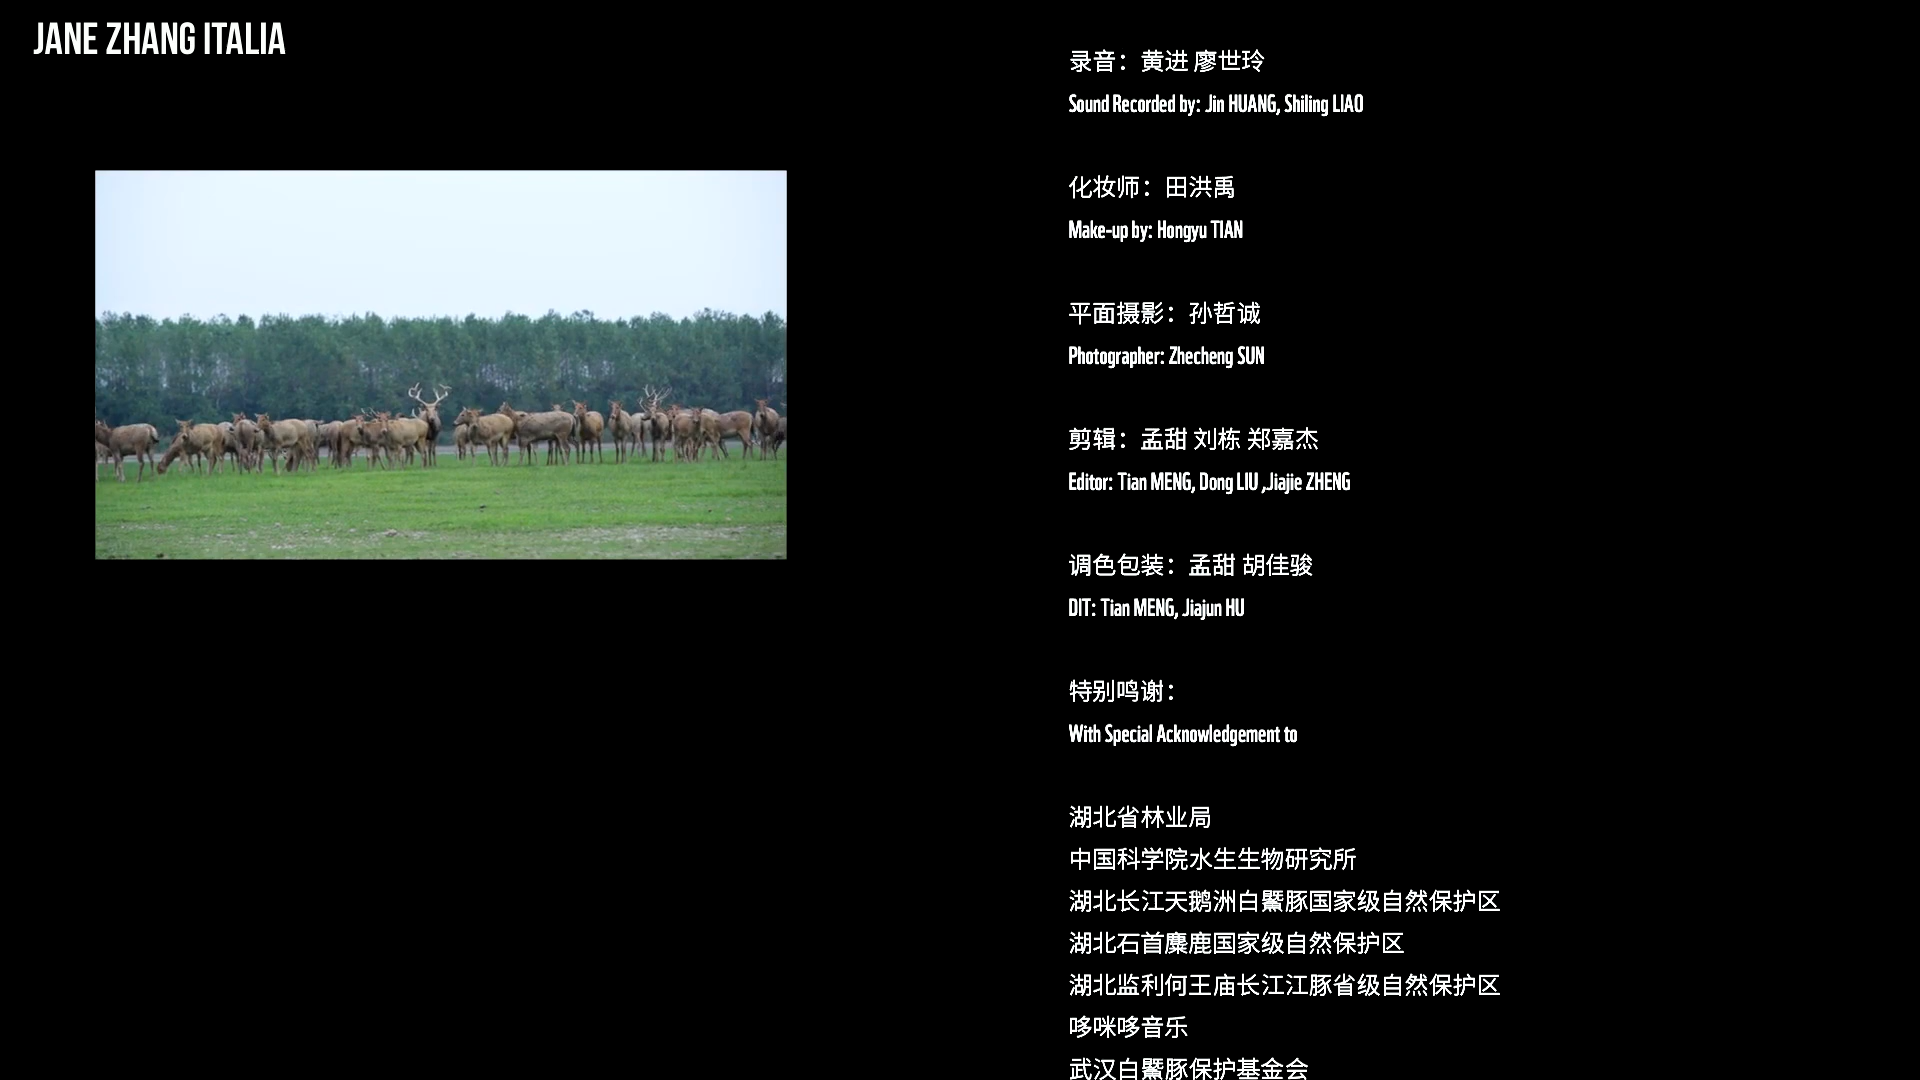 JANE ZHANG ITALIA
录音：黄进 廖世玲
Sound Recorded by: Jin HUANG, Shiling LIAO
化妆师：田洪禹
Make-up by: Hongyu TIAN
平面摄影：孙哲诚
Photographer: Zhecheng SUN
剪辑：孟甜 刘栋 郑嘉杰
Editor: Tian MENG, Dong LIU ,Jiajie ZHENG
调色包装：孟甜 胡佳骏
DIT: Tian MENG, Jiajun HU
特别鸣谢：
With Special Acknowledgement to
湖北省林业局
中国科学院水生生物研究所
湖北长江天鹅洲白鱀豚国家级自然保护区
湖北石首麋鹿国家级自然保护区
湖北监利何王庙长江江豚省级自然保护区
哆咪哆音乐
武汉白鱀豚保护基金会